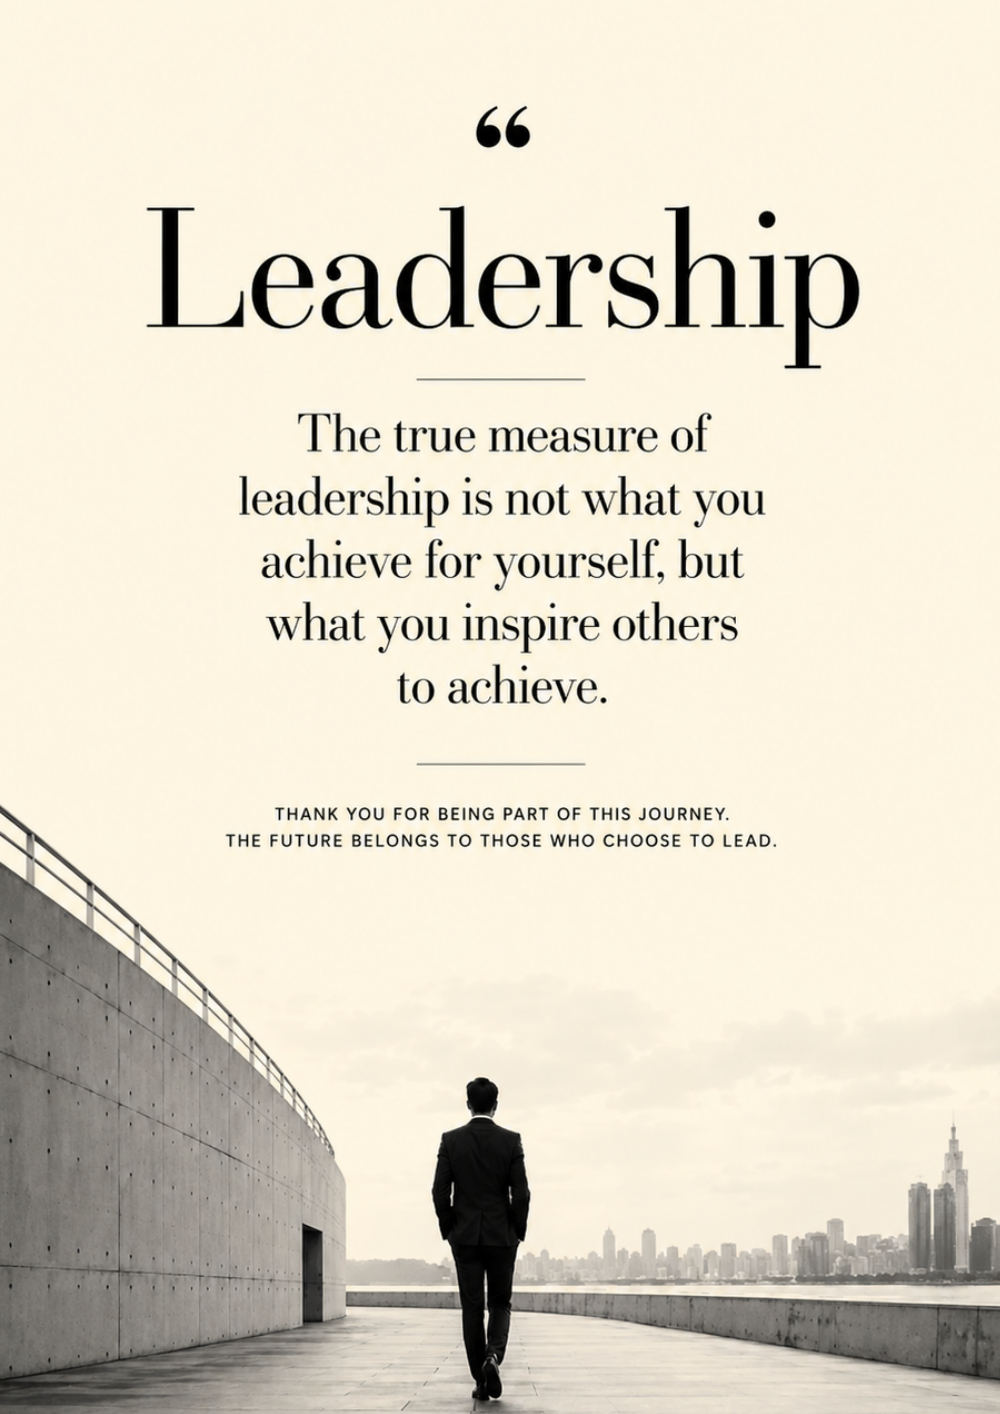 “
Leadership
The true measure of
leadership is not what you
achieve for yourself, but
what you inspire others
to achieve.
THANK YOU FOR BEING PART OF THIS JOURNEY.
THE FUTURE BELONGS TO THOSE WHO CHOOSE TO LEAD.